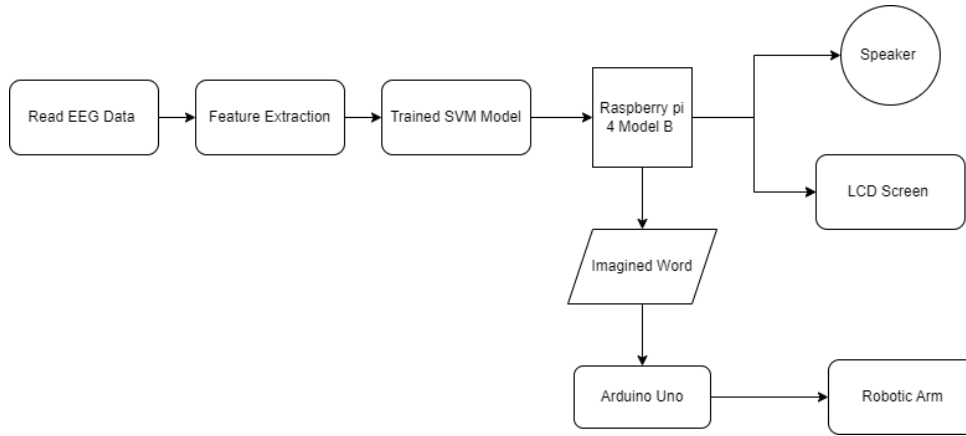 Speaker
Read EEG Data
Feature Extraction
Trained SVM Model
Raspberry pi
4 Model B
LCD Screen
Imagined Word
Arduino Uno
Robotic Arm